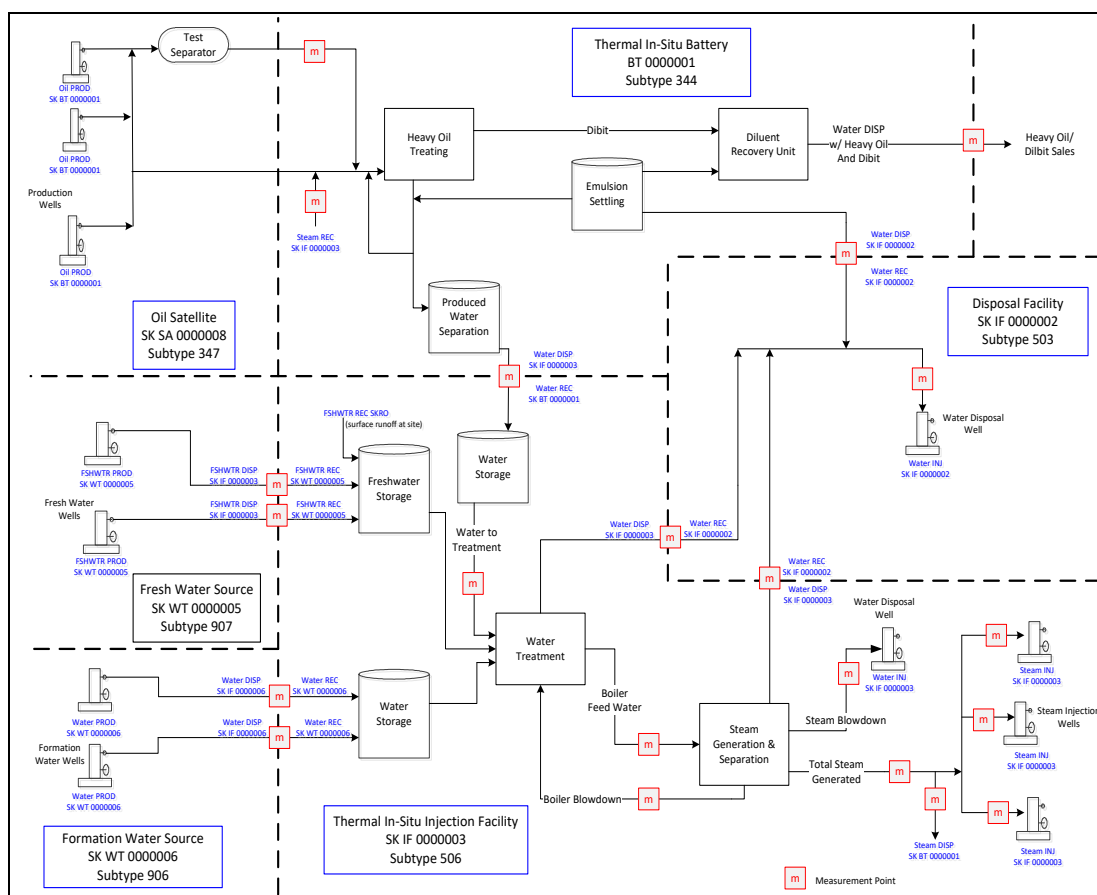 Test
Separator
m
Oil PROD
SK BT 0000001
Oil PROD
SK BT 0000001
Production
Wells
Oil PROD
SK BT 0000001
Oil Satellite
SK SA 0000008
Subtype 347
Thermal In-Situ Battery
BT 0000001
Subtype 344
Heavy Oil
Treating
Dibit
Diluent
Recovery Unit
Water DISP
w/ Heavy Oil
And Dibit
m
Heavy Oil/
Dilbit Sales
Emulsion
Settling
m
Steam REC
SK IF 0000003
Water DISP
SK IF 0000002
m
Water REC
SK IF 0000002
Produced
Water
Separation
Water DISP
SK IF 0000003
m
Water REC
SK BT 0000001
Disposal Facility
SK IF 0000002
Subtype 503
m
Water Disposal
Well
Water INJ
SK IF 0000002
FSHWTR REC SKRO
(surface runoff at site)
Freshwater
Storage
Water
Storage
FSHWTR PROD
SK WT 0000005
FSHWTR DISP
SK IF 0000003
m
FSHWTR REC
SK WT 0000005
Fresh Water
Wells
FSHWTR DISP
SK IF 0000003
m
FSHWTR REC
SK WT 0000005
FSHWTR PROD
SK WT 0000005
Fresh Water Source
SK WT 0000005
Subtype 907
Water to
Treatment
m
Water DISP
SK IF 0000003
m
Water REC
SK IF 0000002
m
Water REC
SK IF 0000002
Water DISP
SK IF 0000003
Water
Treatment
Water Disposal
Well
m
Water INJ
SK IF 0000003
Water PROD
SK WT 0000006
Water DISP
SK IF 0000006
m
Water REC
SK WT 0000006
Water
Storage
Formation
Water Wells
Water DISP
SK IF 0000006
m
Water REC
SK WT 0000006
Water PROD
SK WT 0000006
Formation Water Source
SK WT 0000006
Subtype 906
Boiler
Feed Water
m
Steam
Generation &
Separation
Steam Blowdown
Total Steam
Generated
m
Boiler Blowdown
m
m
Steam INJ
SK IF 0000003
m
Steam Injection
Wells
Steam INJ
SK IF 0000003
m
Steam INJ
SK IF 0000003
m
Steam DISP
SK BT 0000001
Thermal In-Situ Injection Facility
SK IF 0000003
Subtype 506
m
Measurement Point